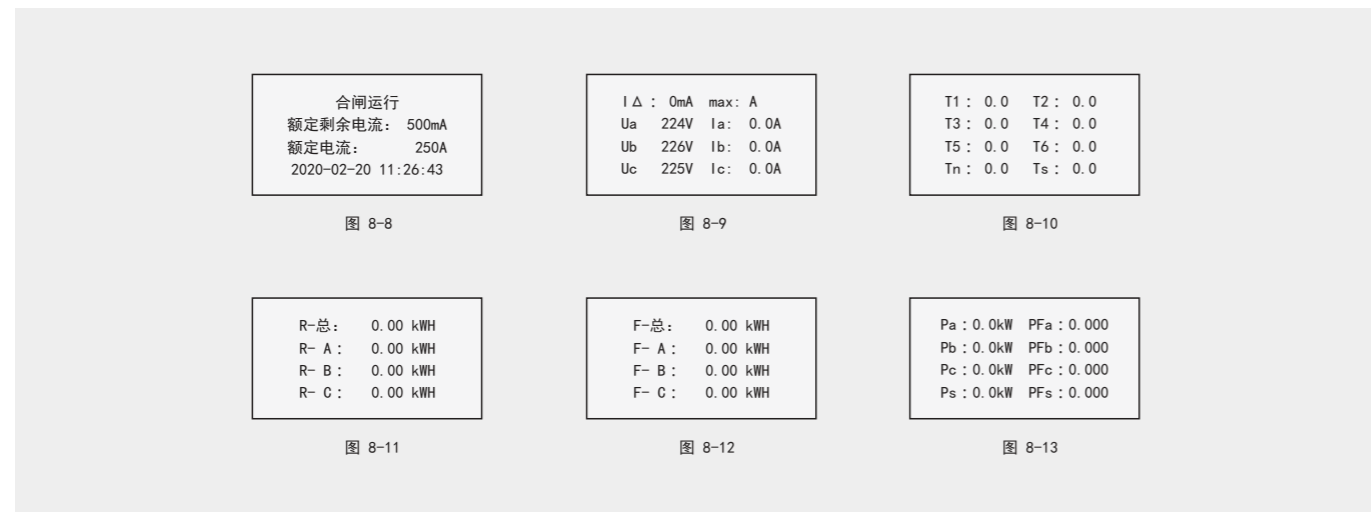 合闸运行
额定剩余电流: 500mA
额定电流: 250A
2020-02-20 11:26:43
图 8-8
I△: 0mA max: A
Ua 224V Ia: 0.0A
Ub 226V Ib: 0.0A
Uc 225V Ic: 0.0A
图 8-9
T1: 0.0 T2: 0.0
T3: 0.0 T4: 0.0
T5: 0.0 T6: 0.0
Tn: 0.0 Ts: 0.0
图 8-10
R-总: 0.00 kWH
R- A: 0.00 kWH
R- B: 0.00 kWH
R- C: 0.00 kWH
图 8-11
F-总: 0.00 kWH
F- A: 0.00 kWH
F- B: 0.00 kWH
F- C: 0.00 kWH
图 8-12
Pa:0.0kW PFa:0.000
Pb:0.0kW PFb:0.000
Pc:0.0kW PFc:0.000
Ps:0.0kW PFs:0.000
图 8-13